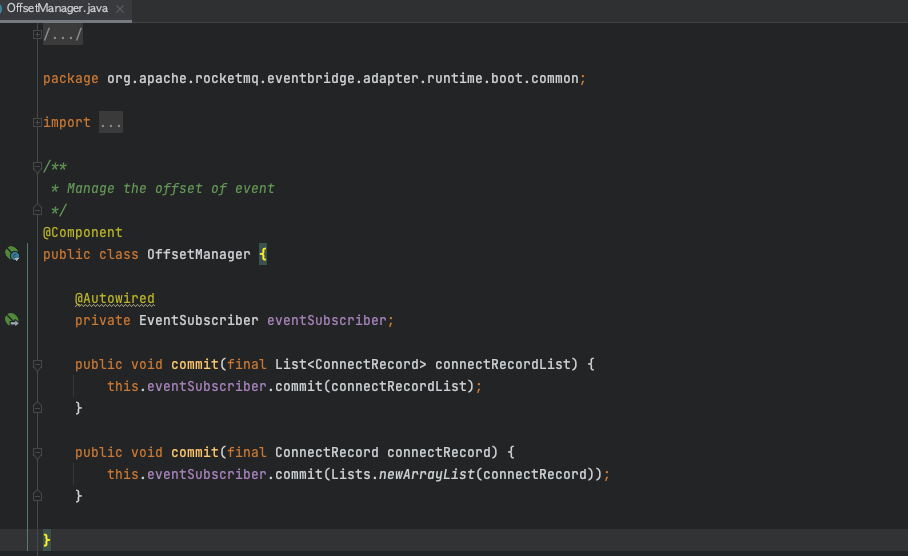 OffsetManager.java
/.../
package org.apache.rocketmq.eventbridge.adapter.runtime.boot.common;
import ...
/**
 * Manage the offset of event
 */
@Component
public class OffsetManager {
    @Autowired
    private EventSubscriber eventSubscriber;
    public void commit(final List<ConnectRecord> connectRecordList) {
        this.eventSubscriber.commit(connectRecordList);
    }
    public void commit(final ConnectRecord connectRecord) {
        this.eventSubscriber.commit(Lists.newArrayList(connectRecord));
    }
}